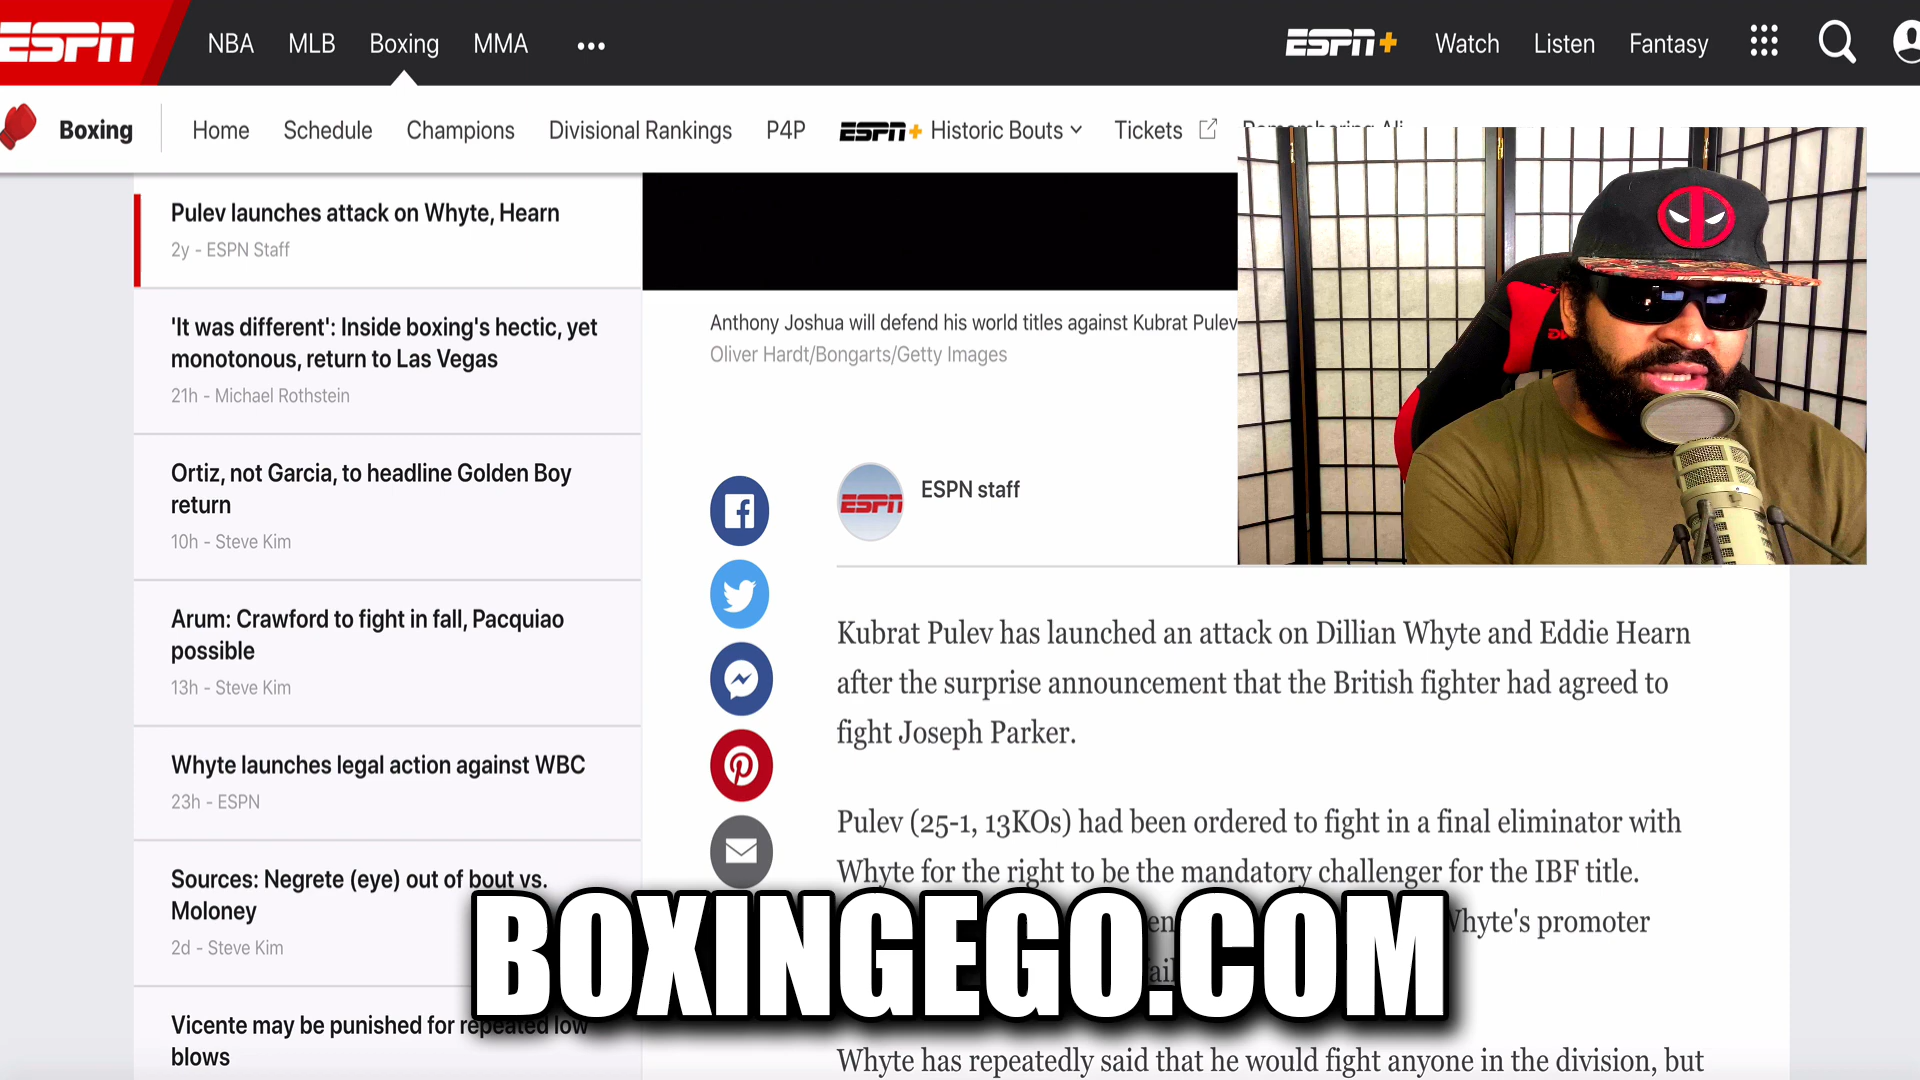 ESPN
NBA MLB Boxing MMA •••
ESPN+ Watch Listen Fantasy
Boxing Home Schedule Champions Divisional Rankings P4P ESPN+ Historic Bouts Tickets Remembering Ali
Pulev launches attack on Whyte, Hearn
2y - ESPN Staff
'It was different': Inside boxing's hectic, yet
monotonous, return to Las Vegas
21h - Michael Rothstein
Ortiz, not Garcia, to headline Golden Boy
return
10h - Steve Kim
Arum: Crawford to fight in fall, Pacquiao
possible
13h - Steve Kim
Whyte launches legal action against WBC
23h - ESPN
Sources: Negrete (eye) out of bout vs.
Moloney
2d - Steve Kim
Vicente may be punished for repeated low
blows
Anthony Joshua will defend his world titles against Kubrat Pulev
Oliver Hardt/Bongarts/Getty Images
ESPN
ESPN staff
Kubrat Pulev has launched an attack on Dillian Whyte and Eddie Hearn
after the surprise announcement that the British fighter had agreed to
fight Joseph Parker.
Pulev (25-1, 13KOs) had been ordered to fight in a final eliminator with
Whyte for the right to be the mandatory challenger for the IBF title.
Whyte's promoter
Whyte has repeatedly said that he would fight anyone in the division, but
BOXINGEGO.COM